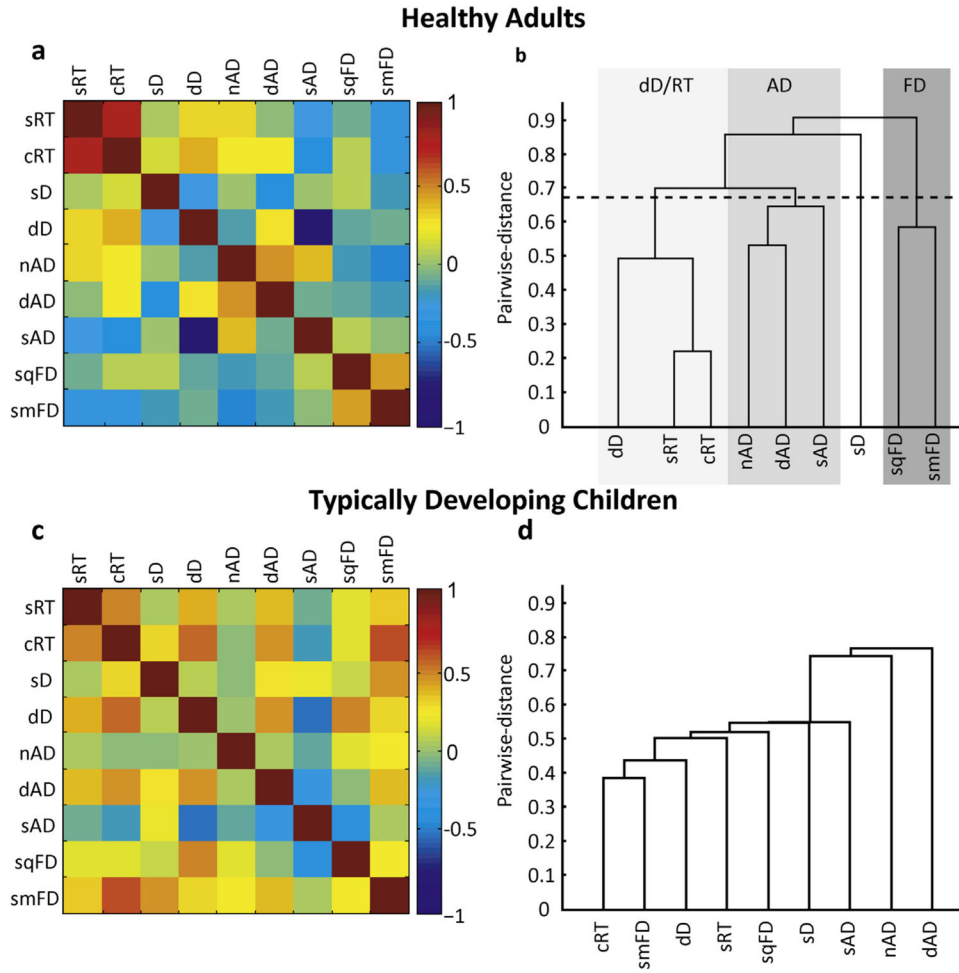 Healthy Adults
a
sRT cRT sD dD nAD dAD sAD sqFD smFD
sRT
cRT
sD
dD
nAD
dAD
sAD
sqFD
smFD
1
0.5
0
-0.5
-1
b
dD/RT AD FD
Pairwise-distance
0.9
0.8
0.7
0.6
0.5
0.4
0.3
0.2
0.1
0
dD sRT cRT nAD dAD sAD sD sqFD smFD
Typically Developing Children
c
sRT cRT sD dD nAD dAD sAD sqFD smFD
sRT
cRT
sD
dD
nAD
dAD
sAD
sqFD
smFD
1
0.5
0
-0.5
-1
d
Pairwise-distance
0.9
0.8
0.7
0.6
0.5
0.4
0.3
0.2
0.1
0
cRT smFD dD sRT sqFD sD sAD nAD dAD